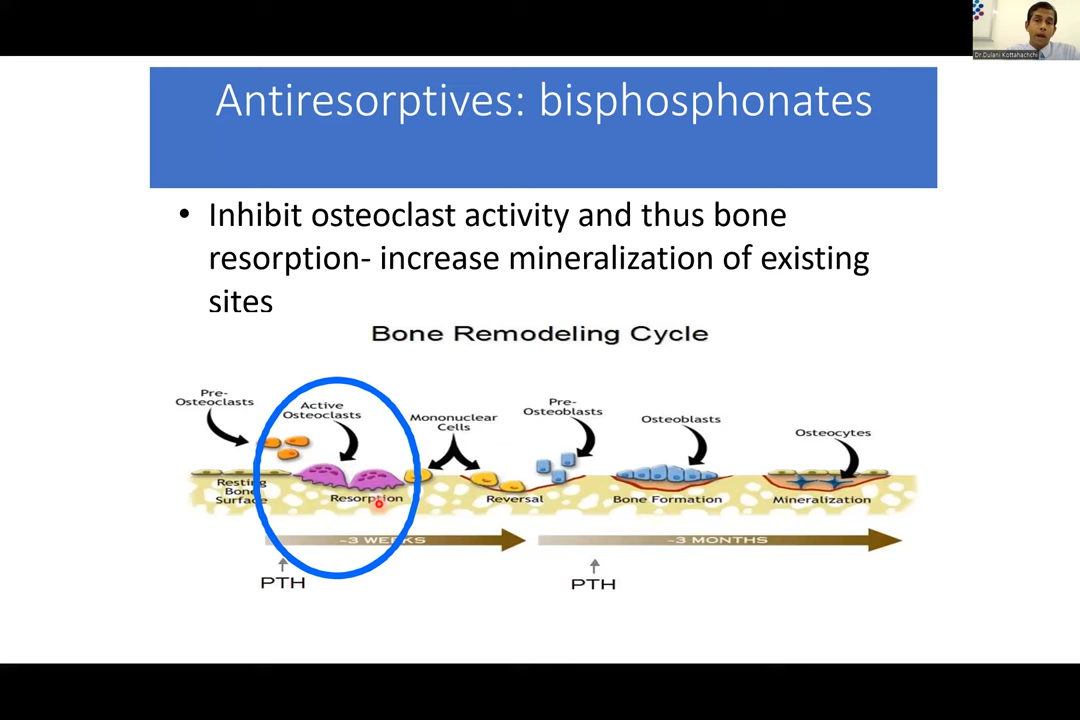 Dr Dulani Kottahachchi
Antiresorptives: bisphosphonates
• Inhibit osteoclast activity and thus bone
resorption- increase mineralization of existing
sites
Bone Remodeling Cycle
Pre-
Osteoclasts
Active
Osteoclasts
Mononuclear
Cells
Pre-
Osteoblasts
Osteoblasts
Osteocytes
Resting
Bone
Surface
Resorption
Reversal
Bone Formation
Mineralization
~3 WEEKS
~3 MONTHS
PTH
PTH